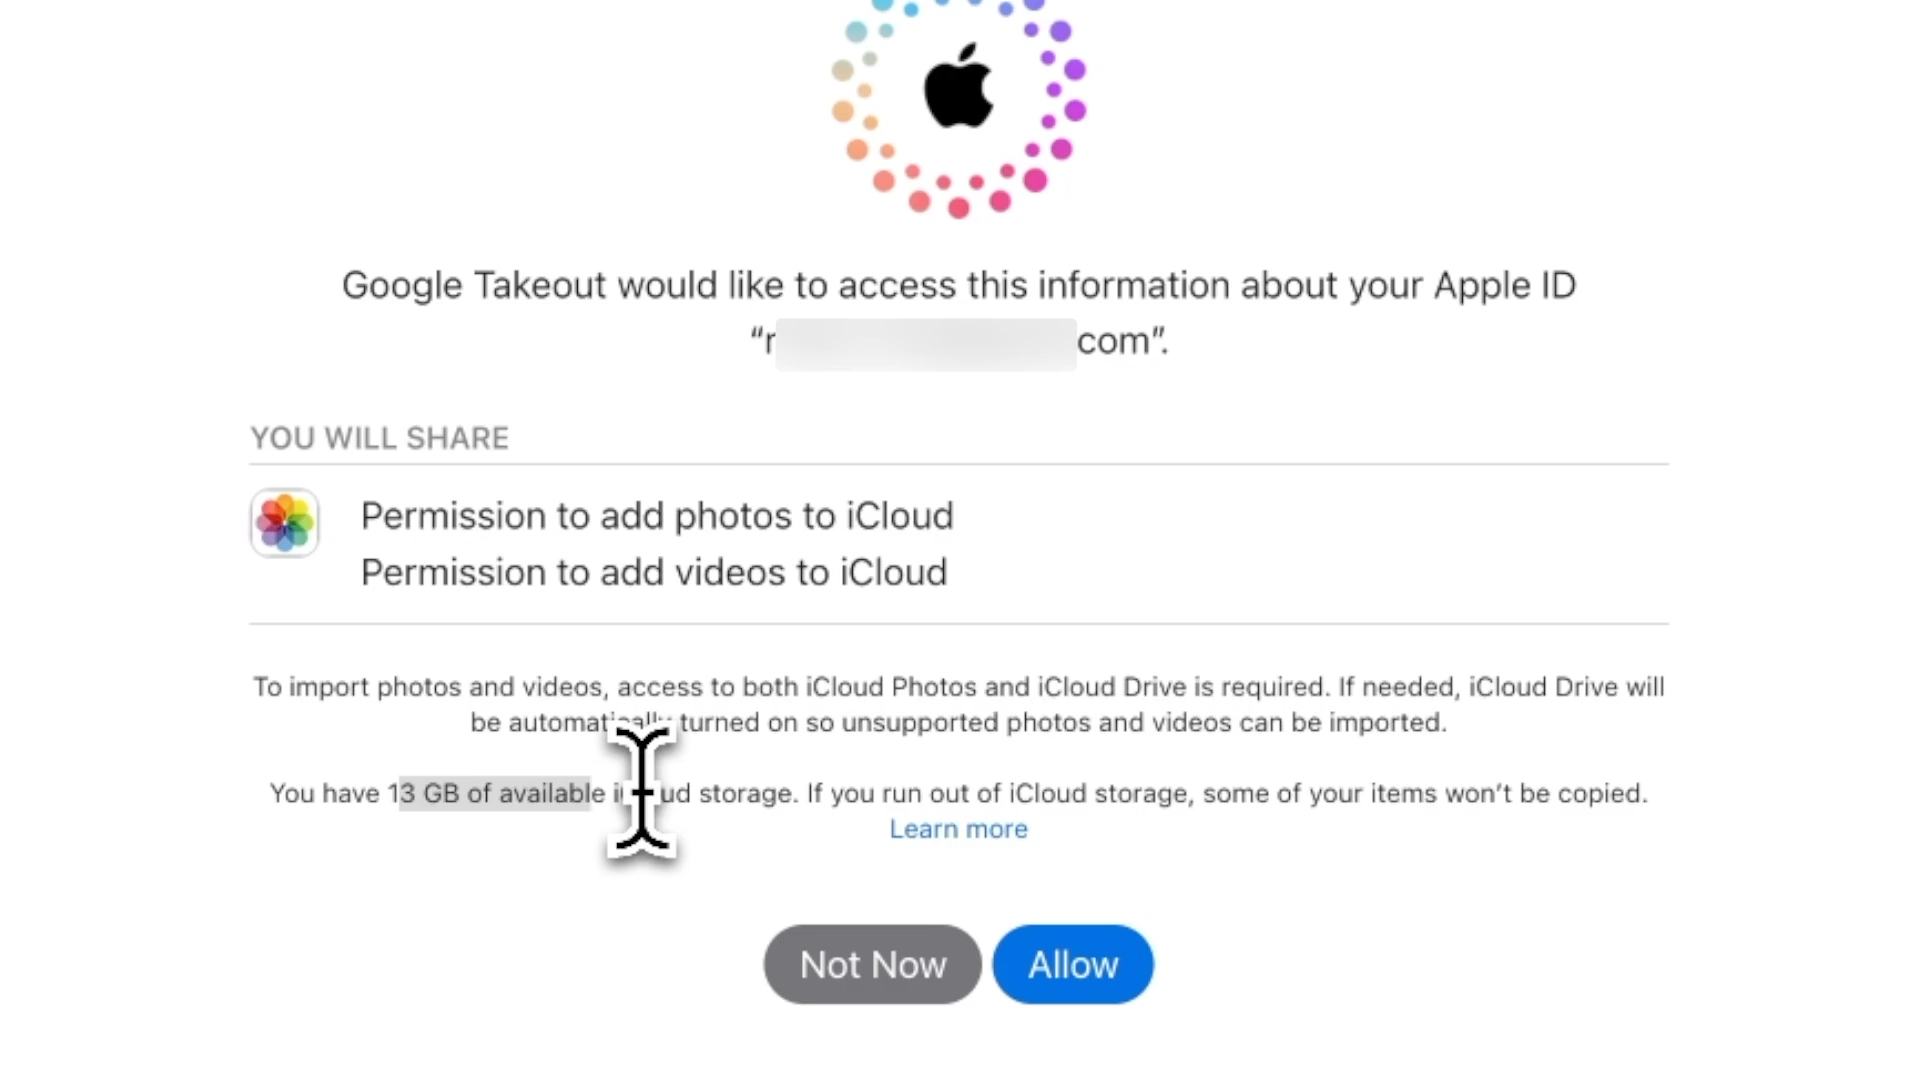 Google Takeout would like to access this information about your Apple ID
“r com”.
YOU WILL SHARE
Permission to add photos to iCloud
Permission to add videos to iCloud
To import photos and videos, access to both iCloud Photos and iCloud Drive is required. If needed, iCloud Drive will
be automatically turned on so unsupported photos and videos can be imported.
You have 13 GB of available iCloud storage. If you run out of iCloud storage, some of your items won’t be copied.
Learn more
Not Now
Allow